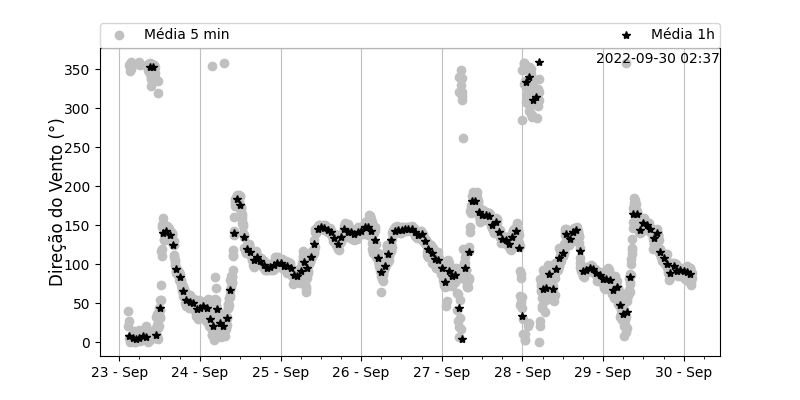 Média 5 min
Média 1h
2022-09-30 02:37
Direção do Vento (°)
350
300
250
200
150
100
50
0
23 - Sep
24 - Sep
25 - Sep
26 - Sep
27 - Sep
28 - Sep
29 - Sep
30 - Sep